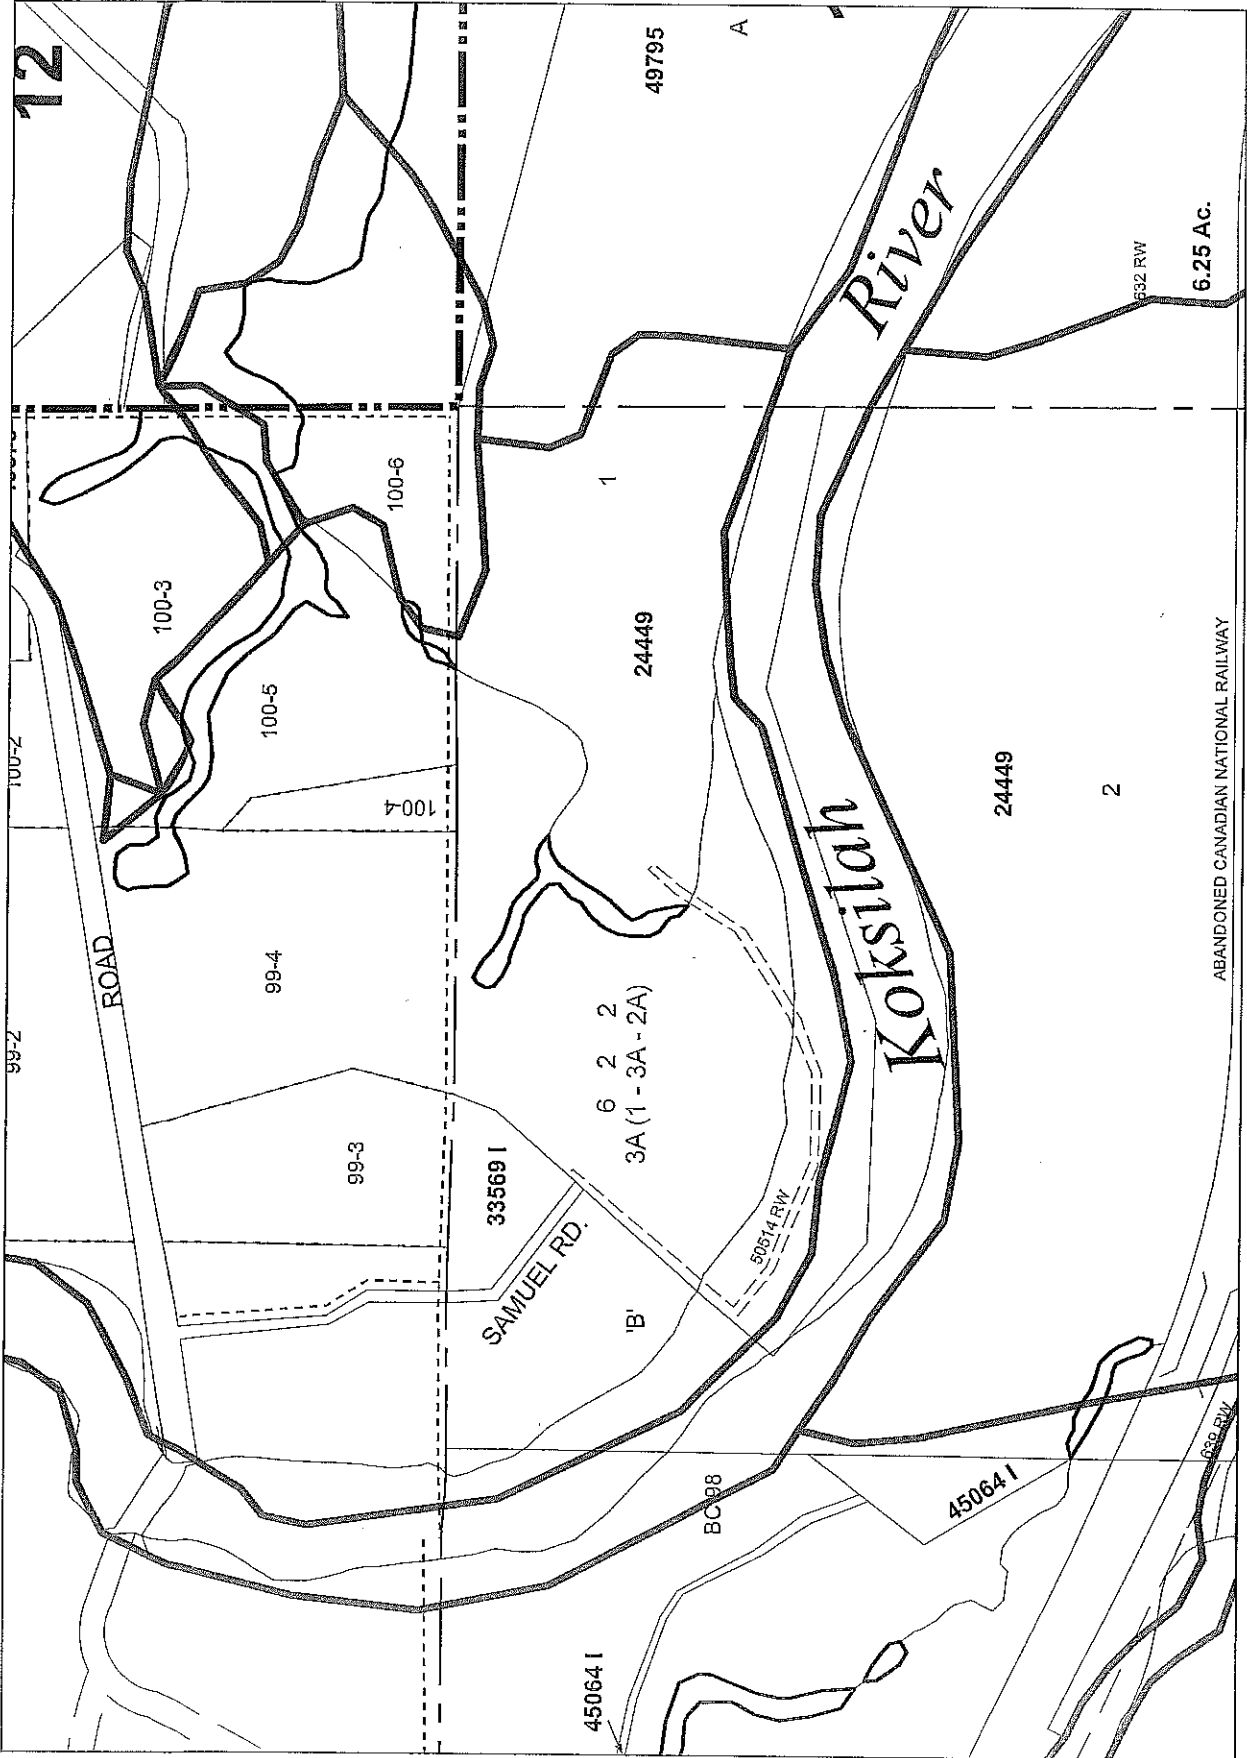 12
49795
A
River
632 RW
6.25 Ac.
100-6
1
100-3
24449
100-5
100-2
100-4
24449
2
ABANDONED CANADIAN NATIONAL RAILWAY
Koksilah
ROAD
99-4
99-2
6 2 2
3A (1 - 3A - 2A)
99-3
33569 I
50514 RW
SAMUEL RD.
'B'
45064 I
639 RW
45064 I